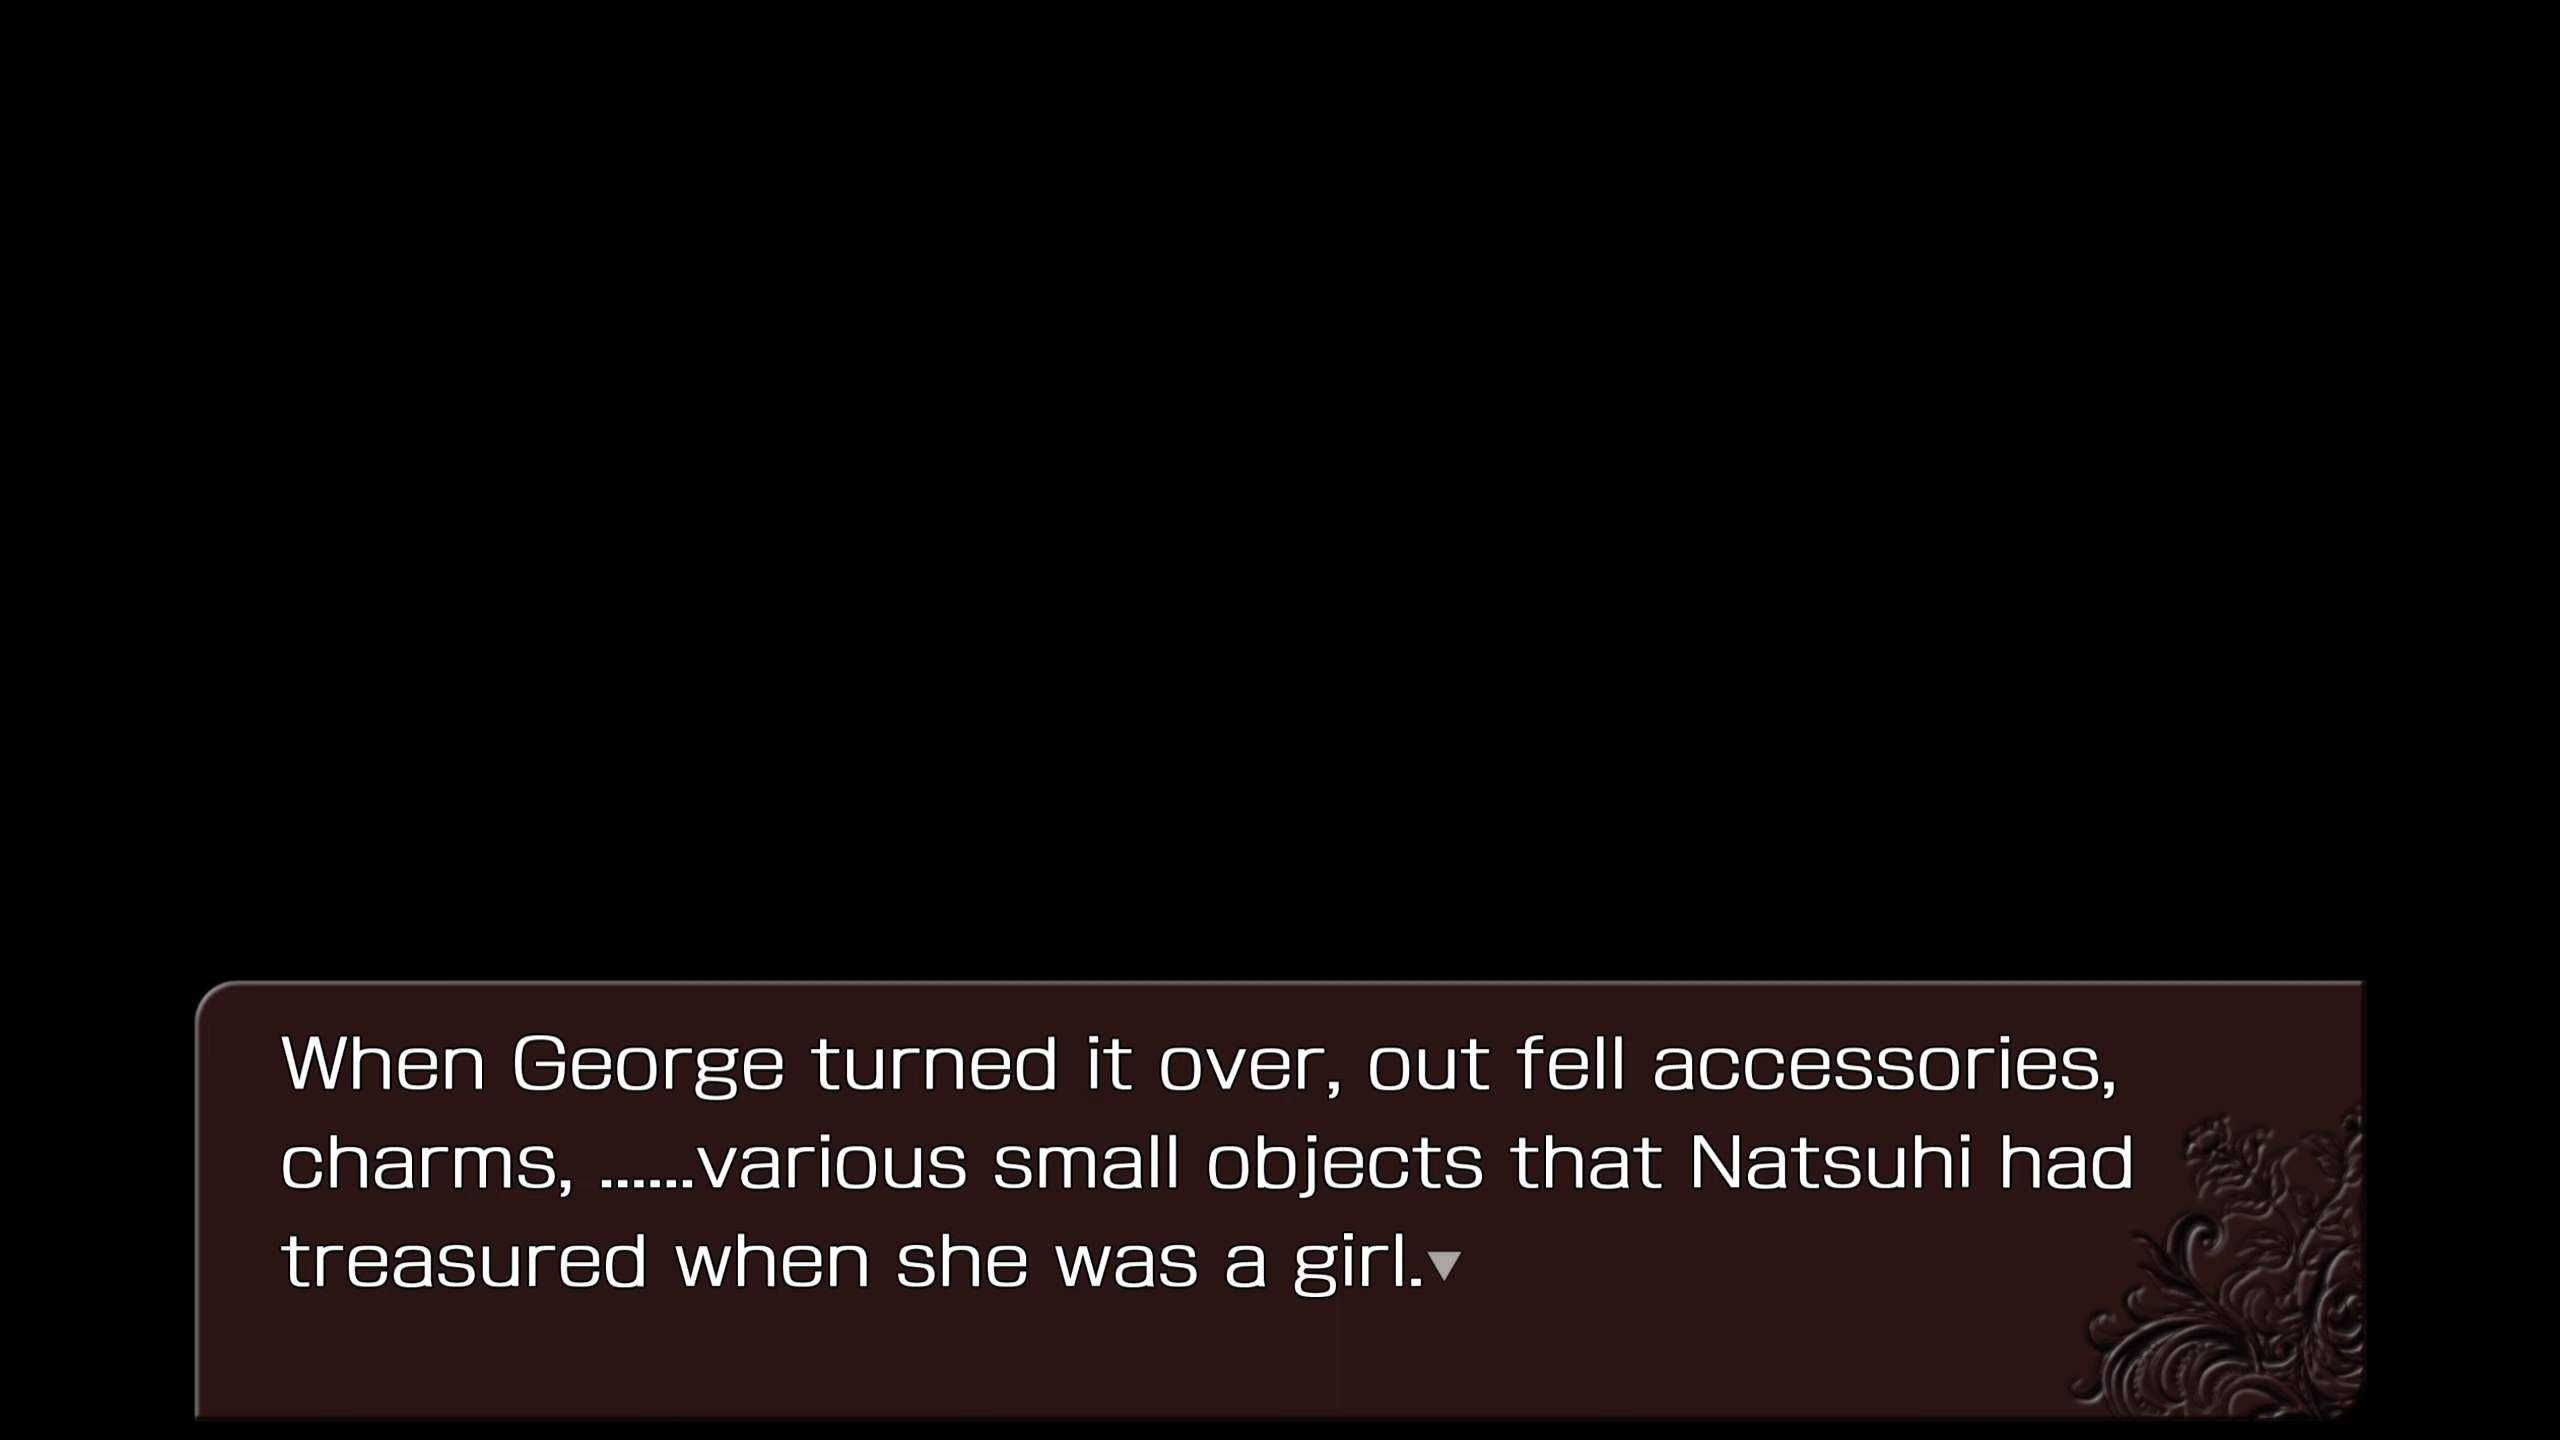 When George turned it over, out fell accessories,
charms, ......various small objects that Natsuhi had
treasured when she was a girl.